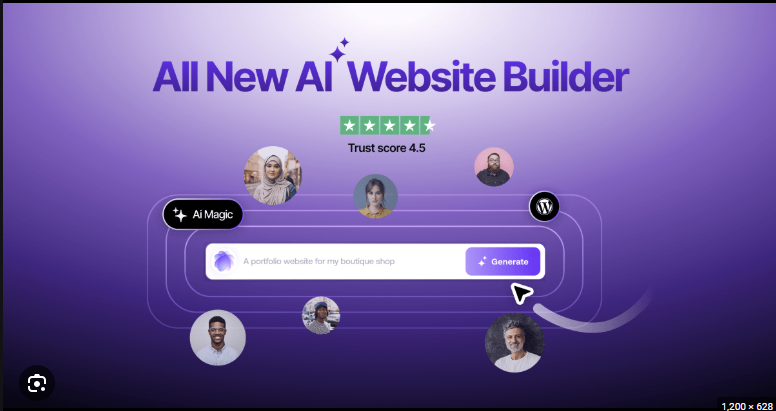 All New AI Website Builder
Trust score 4.5
Ai Magic
A portfolio website for my boutique shop
Generate
1,200 × 628